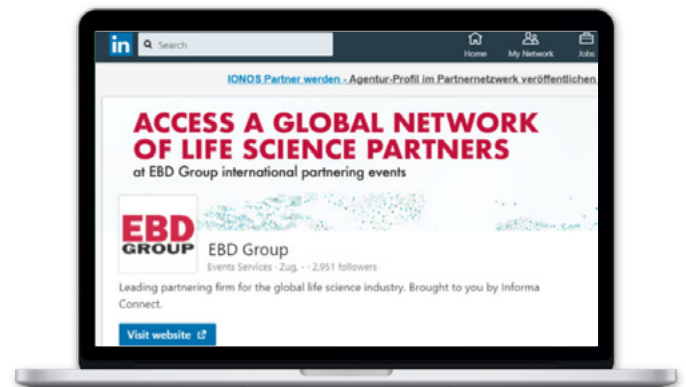 in
Search
Home
My Network
Jobs
IONOS Partner werden - Agentur-Profil im Partnernetzwerk veröffentlichen
ACCESS A GLOBAL NETWORK
OF LIFE SCIENCE PARTNERS
at EBD Group international partnering events
EBD
GROUP
EBD Group
Events Services · Zug, - · 2,951 followers
Leading partnering firm for the global life science industry. Brought to you by Informa
Connect.
Visit website